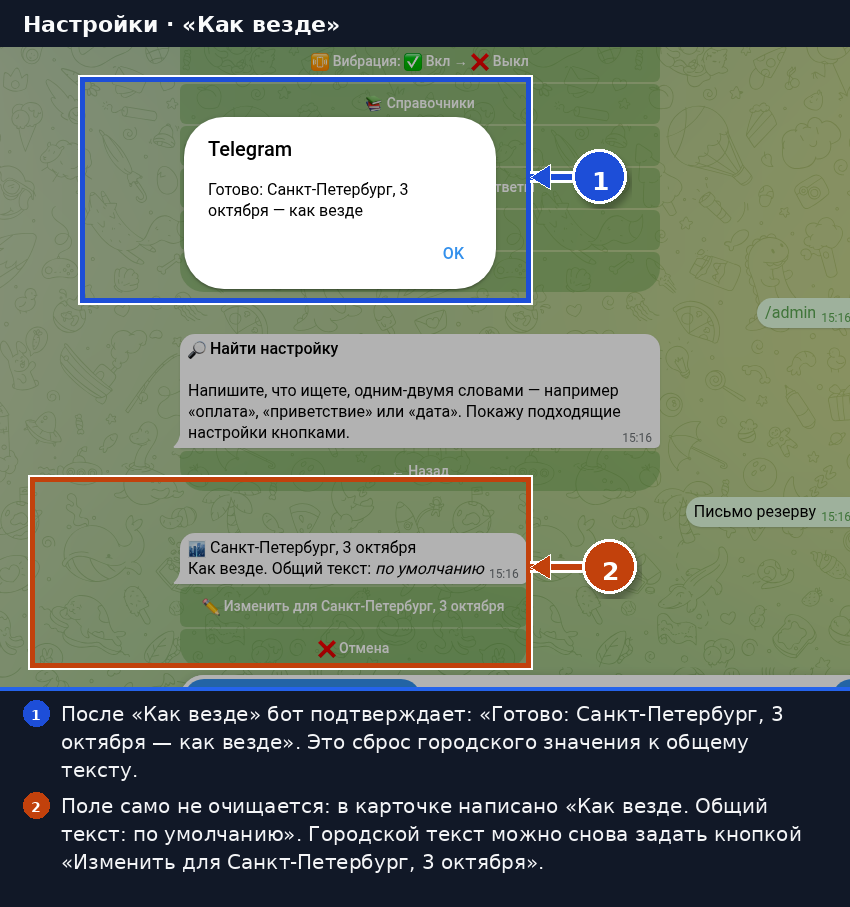 Настройки · «Как везде»
Вибрация: Вкл → Выкл
Справочники
Telegram
Готово: Санкт-Петербург, 3
октября — как везде
OK
1
/admin 15:16
Найти настройку
Напишите, что ищете, одним-двумя словами — например
«оплата», «приветствие» или «дата». Покажу подходящие
настройки кнопками.
15:16
← Назад
Письмо резерву 15:16
Санкт-Петербург, 3 октября
Как везде. Общий текст: по умолчанию 15:16
2
Изменить для Санкт-Петербург, 3 октября
Отмена
1 После «Как везде» бот подтверждает: «Готово: Санкт-Петербург, 3
октября — как везде». Это сброс городского значения к общему
тексту.
2 Поле само не очищается: в карточке написано «Как везде. Общий
текст: по умолчанию». Городской текст можно снова задать кнопкой
«Изменить для Санкт-Петербург, 3 октября».